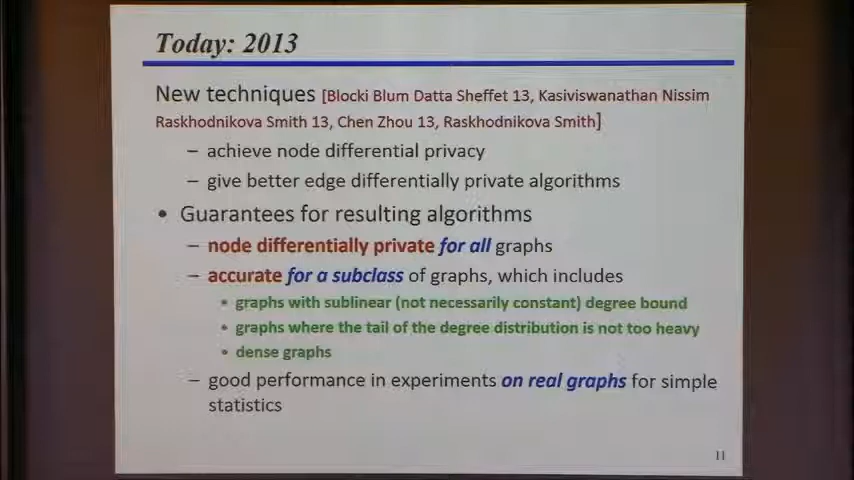 Today: 2013
New techniques [Blocki Blum Datta Sheffet 13, Kasiviswanathan Nissim
Raskhodnikova Smith 13, Chen Zhou 13, Raskhodnikova Smith]
– achieve node differential privacy
– give better edge differentially private algorithms
• Guarantees for resulting algorithms
– node differentially private for all graphs
– accurate for a subclass of graphs, which includes
• graphs with sublinear (not necessarily constant) degree bound
• graphs where the tail of the degree distribution is not too heavy
• dense graphs
– good performance in experiments on real graphs for simple
statistics
11